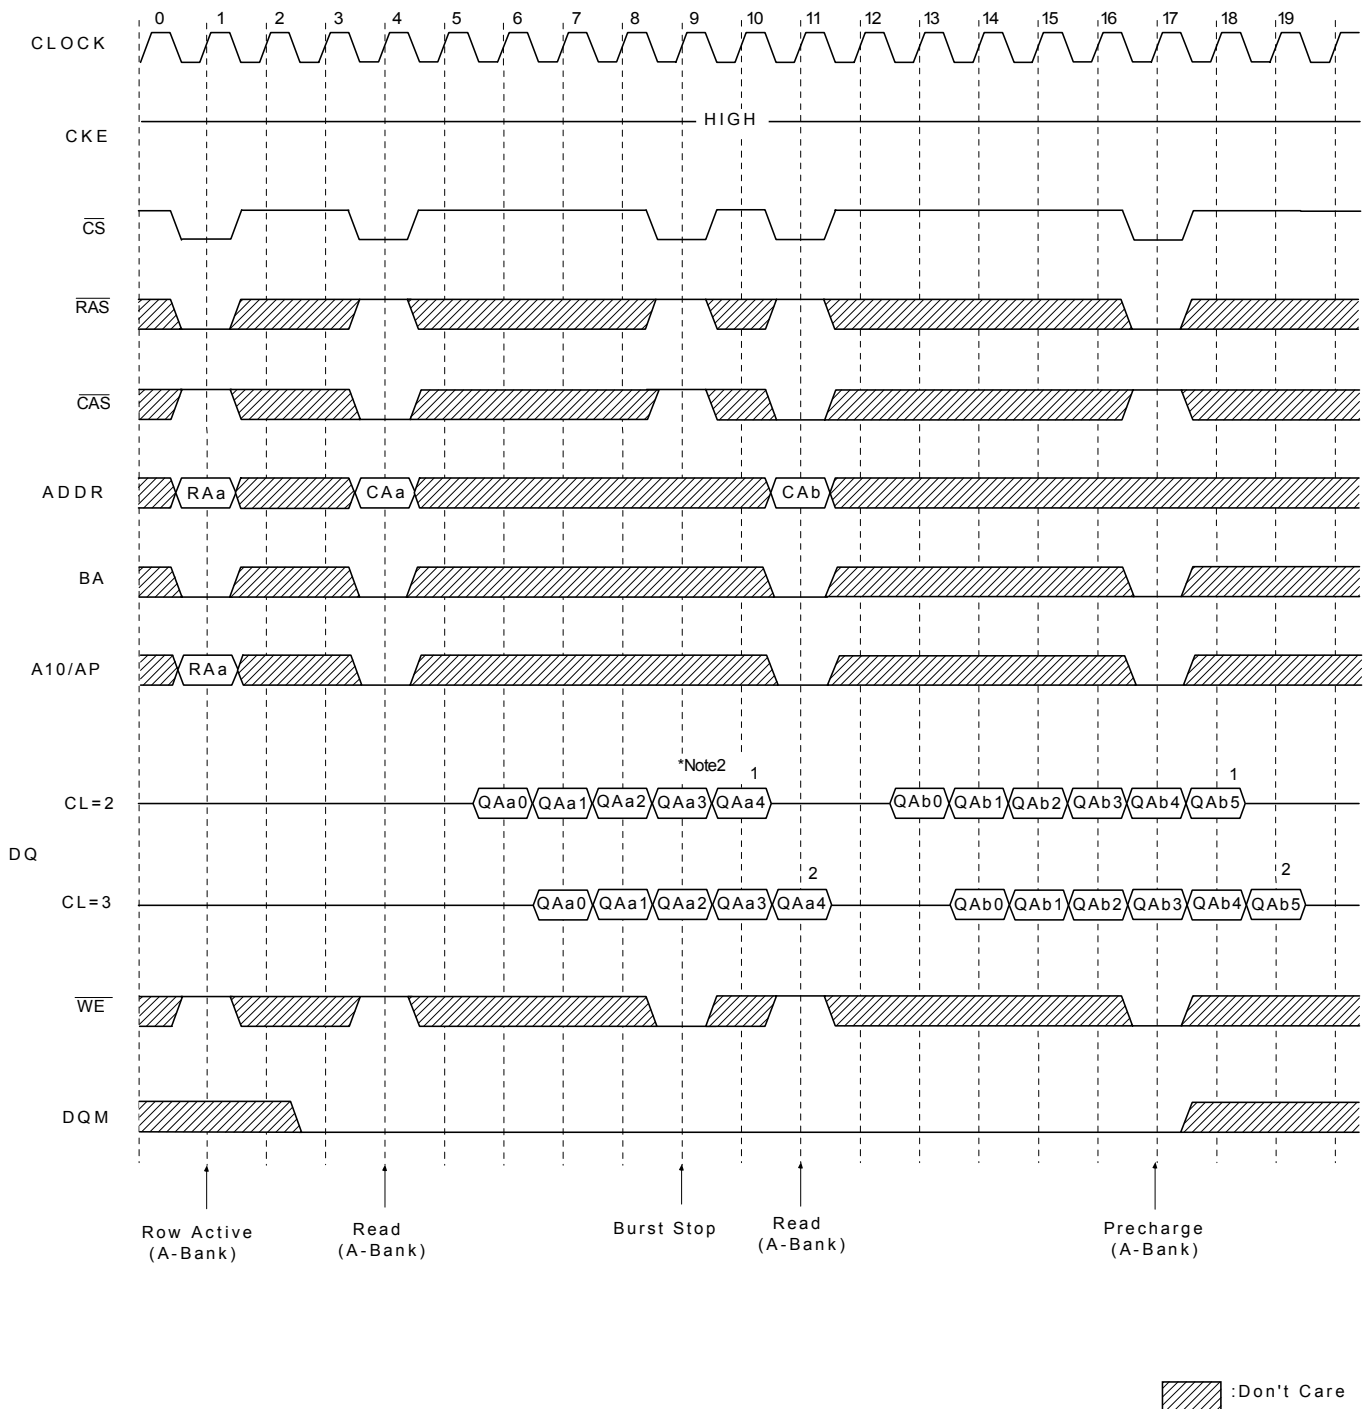 0 1 2 3 4 5 6 7 8 9 10 11 12 13 14 15 16 17 18 19
CLOCK
HIGH
CKE
CS
RAS
CAS
ADDR RAa CAa CAb
BA
A10/AP RAa
*Note2 1 1
CL=2 QAa0 QAa1 QAa2 QAa3 QAa4 QAb0 QAb1 QAb2 QAb3 QAb4 QAb5
DQ
2 2
CL=3 QAa0 QAa1 QAa2 QAa3 QAa4 QAb0 QAb1 QAb2 QAb3 QAb4 QAb5
WE
DQM
Row Active
(A-Bank)
Read
(A-Bank)
Burst Stop
Read
(A-Bank)
Precharge
(A-Bank)
:Don't Care